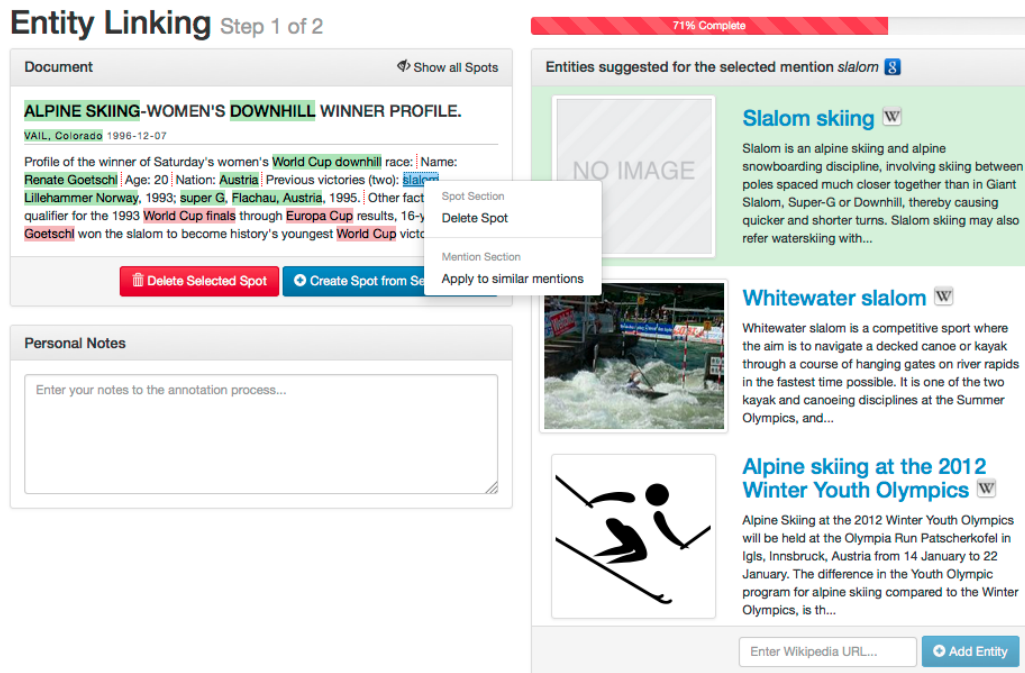 Entity Linking Step 1 of 2
71% Complete
Document
Show all Spots
ALPINE SKIING-WOMEN'S DOWNHILL WINNER PROFILE.
VAIL, Colorado 1996-12-07
Profile of the winner of Saturday's women's World Cup downhill race: Name:
Renate Goetschl Age: 20 Nation: Austria Previous victories (two): slalom
Lillehammer Norway, 1993; super G, Flachau, Austria, 1995. Other fact
qualifier for the 1993 World Cup finals through Europa Cup results, 16-y
Goetschl won the slalom to become history's youngest World Cup victo
Spot Section
Delete Spot
Mention Section
Apply to similar mentions
Delete Selected Spot
Create Spot from Se
Personal Notes
Enter your notes to the annotation process...
Entities suggested for the selected mention slalom g
Slalom skiing W
NO IMAGE
Slalom is an alpine skiing and alpine
snowboarding discipline, involving skiing between
poles spaced much closer together than in Giant
Slalom, Super-G or Downhill, thereby causing
quicker and shorter turns. Slalom skiing may also
refer waterskiing with...
Whitewater slalom W
Whitewater slalom is a competitive sport where
the aim is to navigate a decked canoe or kayak
through a course of hanging gates on river rapids
in the fastest time possible. It is one of the two
kayak and canoeing disciplines at the Summer
Olympics, and...
Alpine skiing at the 2012
Winter Youth Olympics W
Alpine Skiing at the 2012 Winter Youth Olympics
will be held at the Olympia Run Patscherkofel in
Igls, Innsbruck, Austria from 14 January to 22
January. The difference in the Youth Olympic
program for alpine skiing compared to the Winter
Olympics, is th...
Enter Wikipedia URL...
Add Entity